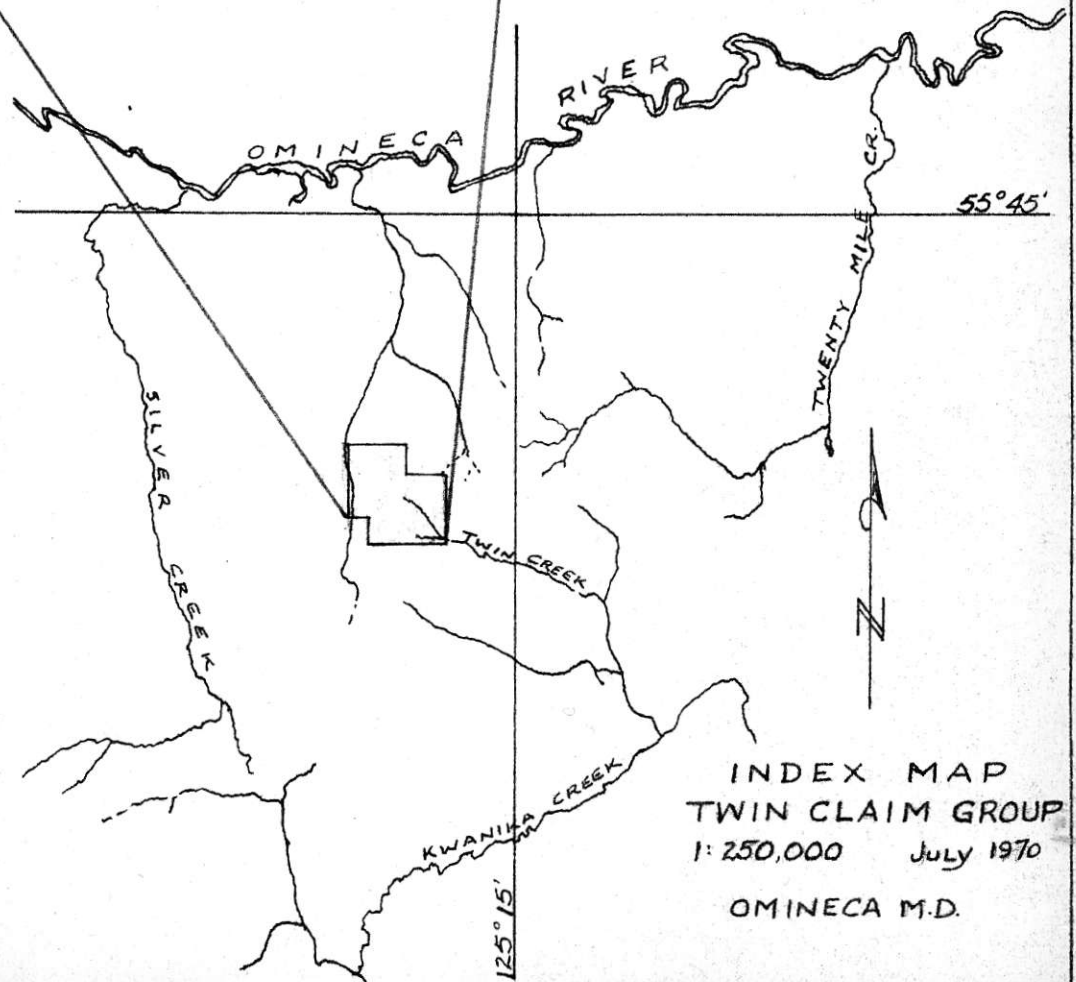 OMINECA RIVER
55°45'
TWENTY MILE CR.
SILVER CREEK
TWIN CREEK
N
KWANIKA CREEK
125°15'
INDEX MAP
TWIN CLAIM GROUP
1:250,000 July 1970
OMINECA M.D.